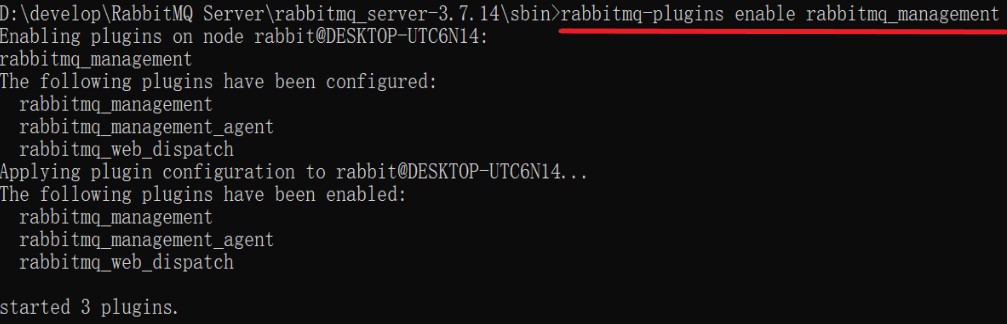 D:\develop\RabbitMQ Server\rabbitmq_server-3.7.14\sbin>rabbitmq-plugins enable rabbitmq_management
Enabling plugins on node rabbit@DESKTOP-UTC6N14:
rabbitmq_management
The following plugins have been configured:
  rabbitmq_management
  rabbitmq_management_agent
  rabbitmq_web_dispatch
Applying plugin configuration to rabbit@DESKTOP-UTC6N14...
The following plugins have been enabled:
  rabbitmq_management
  rabbitmq_management_agent
  rabbitmq_web_dispatch

started 3 plugins.